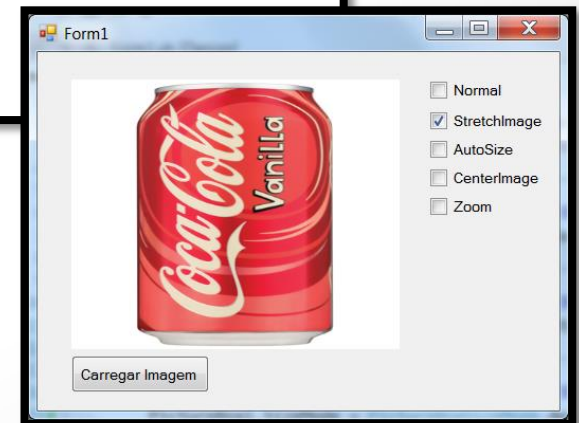 Form1
Normal
StretchImage
AutoSize
CenterImage
Zoom
Coca-Cola
Vanilla
Carregar Imagem